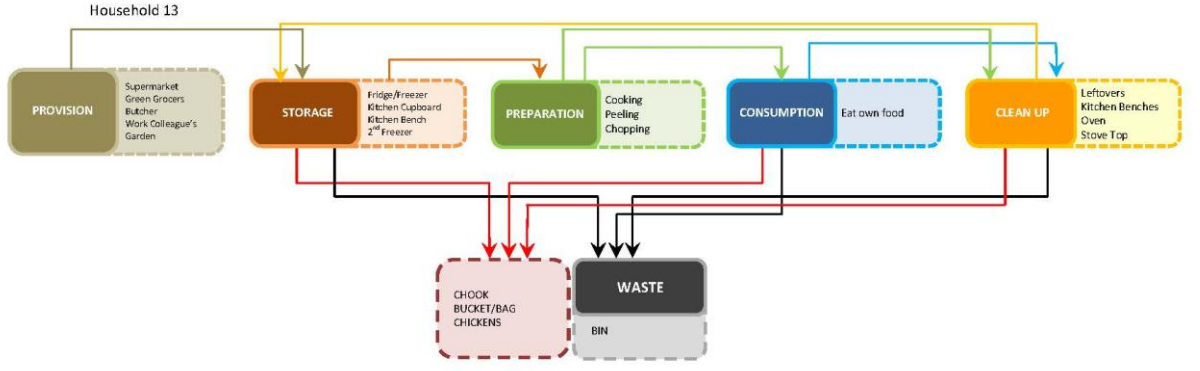 Household 13
PROVISION
Supermarket
Green Grocers
Butcher
Work Colleague's
Garden
STORAGE
Fridge/Freezer
Kitchen Cupboard
Kitchen Bench
2nd Freezer
PREPARATION
Cooking
Peeling
Chopping
CONSUMPTION
Eat own food
CLEAN UP
Leftovers
Kitchen Benches
Oven
Stove Top
CHOOK
BUCKET/BAG
CHICKENS
WASTE
BIN